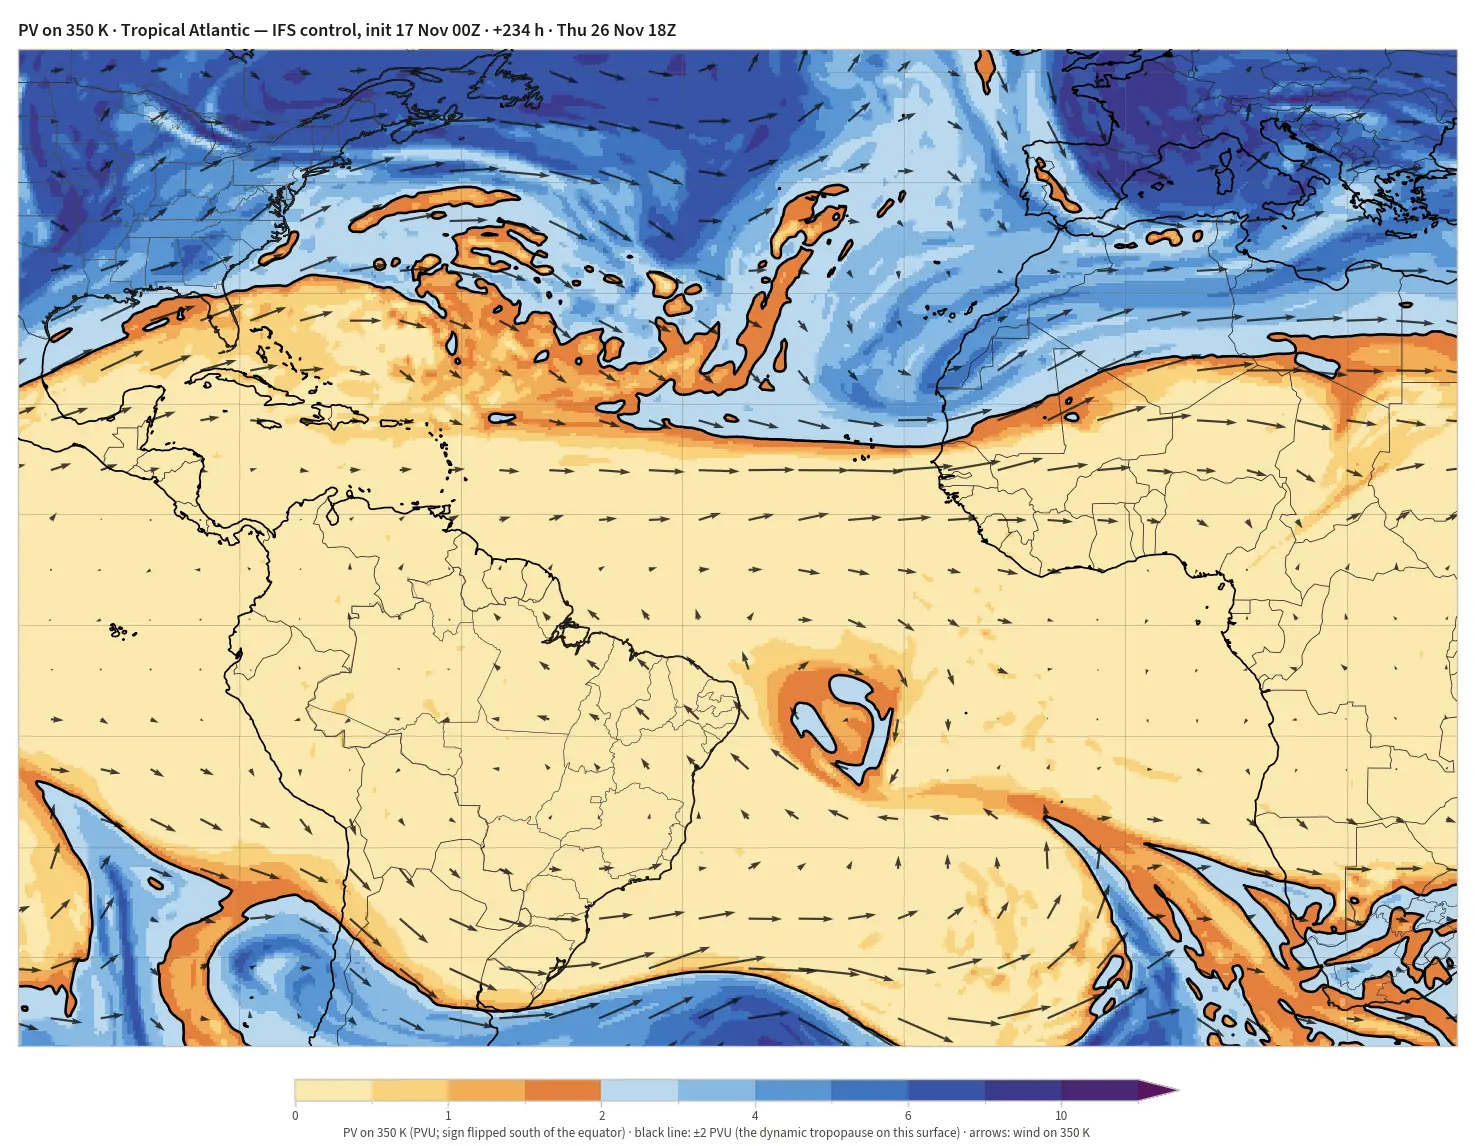 PV on 350 K · Tropical Atlantic — IFS control, init 17 Nov 00Z · +234 h · Thu 26 Nov 18Z
0 1 2 4 6 10
PV on 350 K (PVU; sign flipped south of the equator) · black line: ±2 PVU (the dynamic tropopause on this surface) · arrows: wind on 350 K